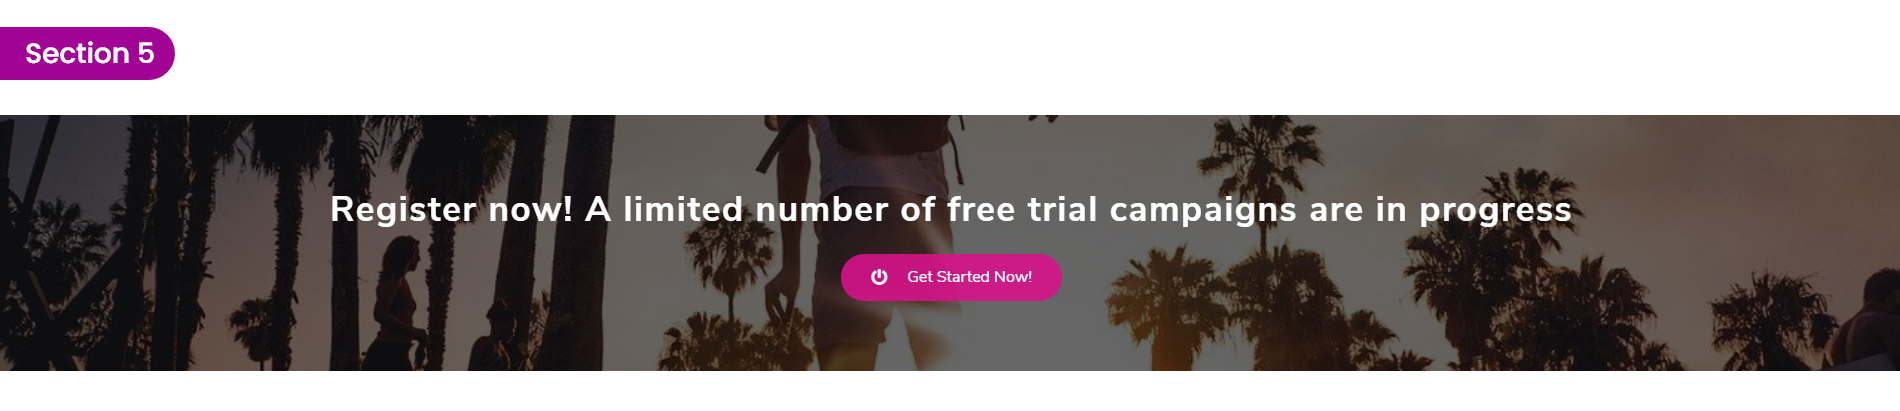 Section 5
Register now! A limited number of free trial campaigns are in progress
Get Started Now!